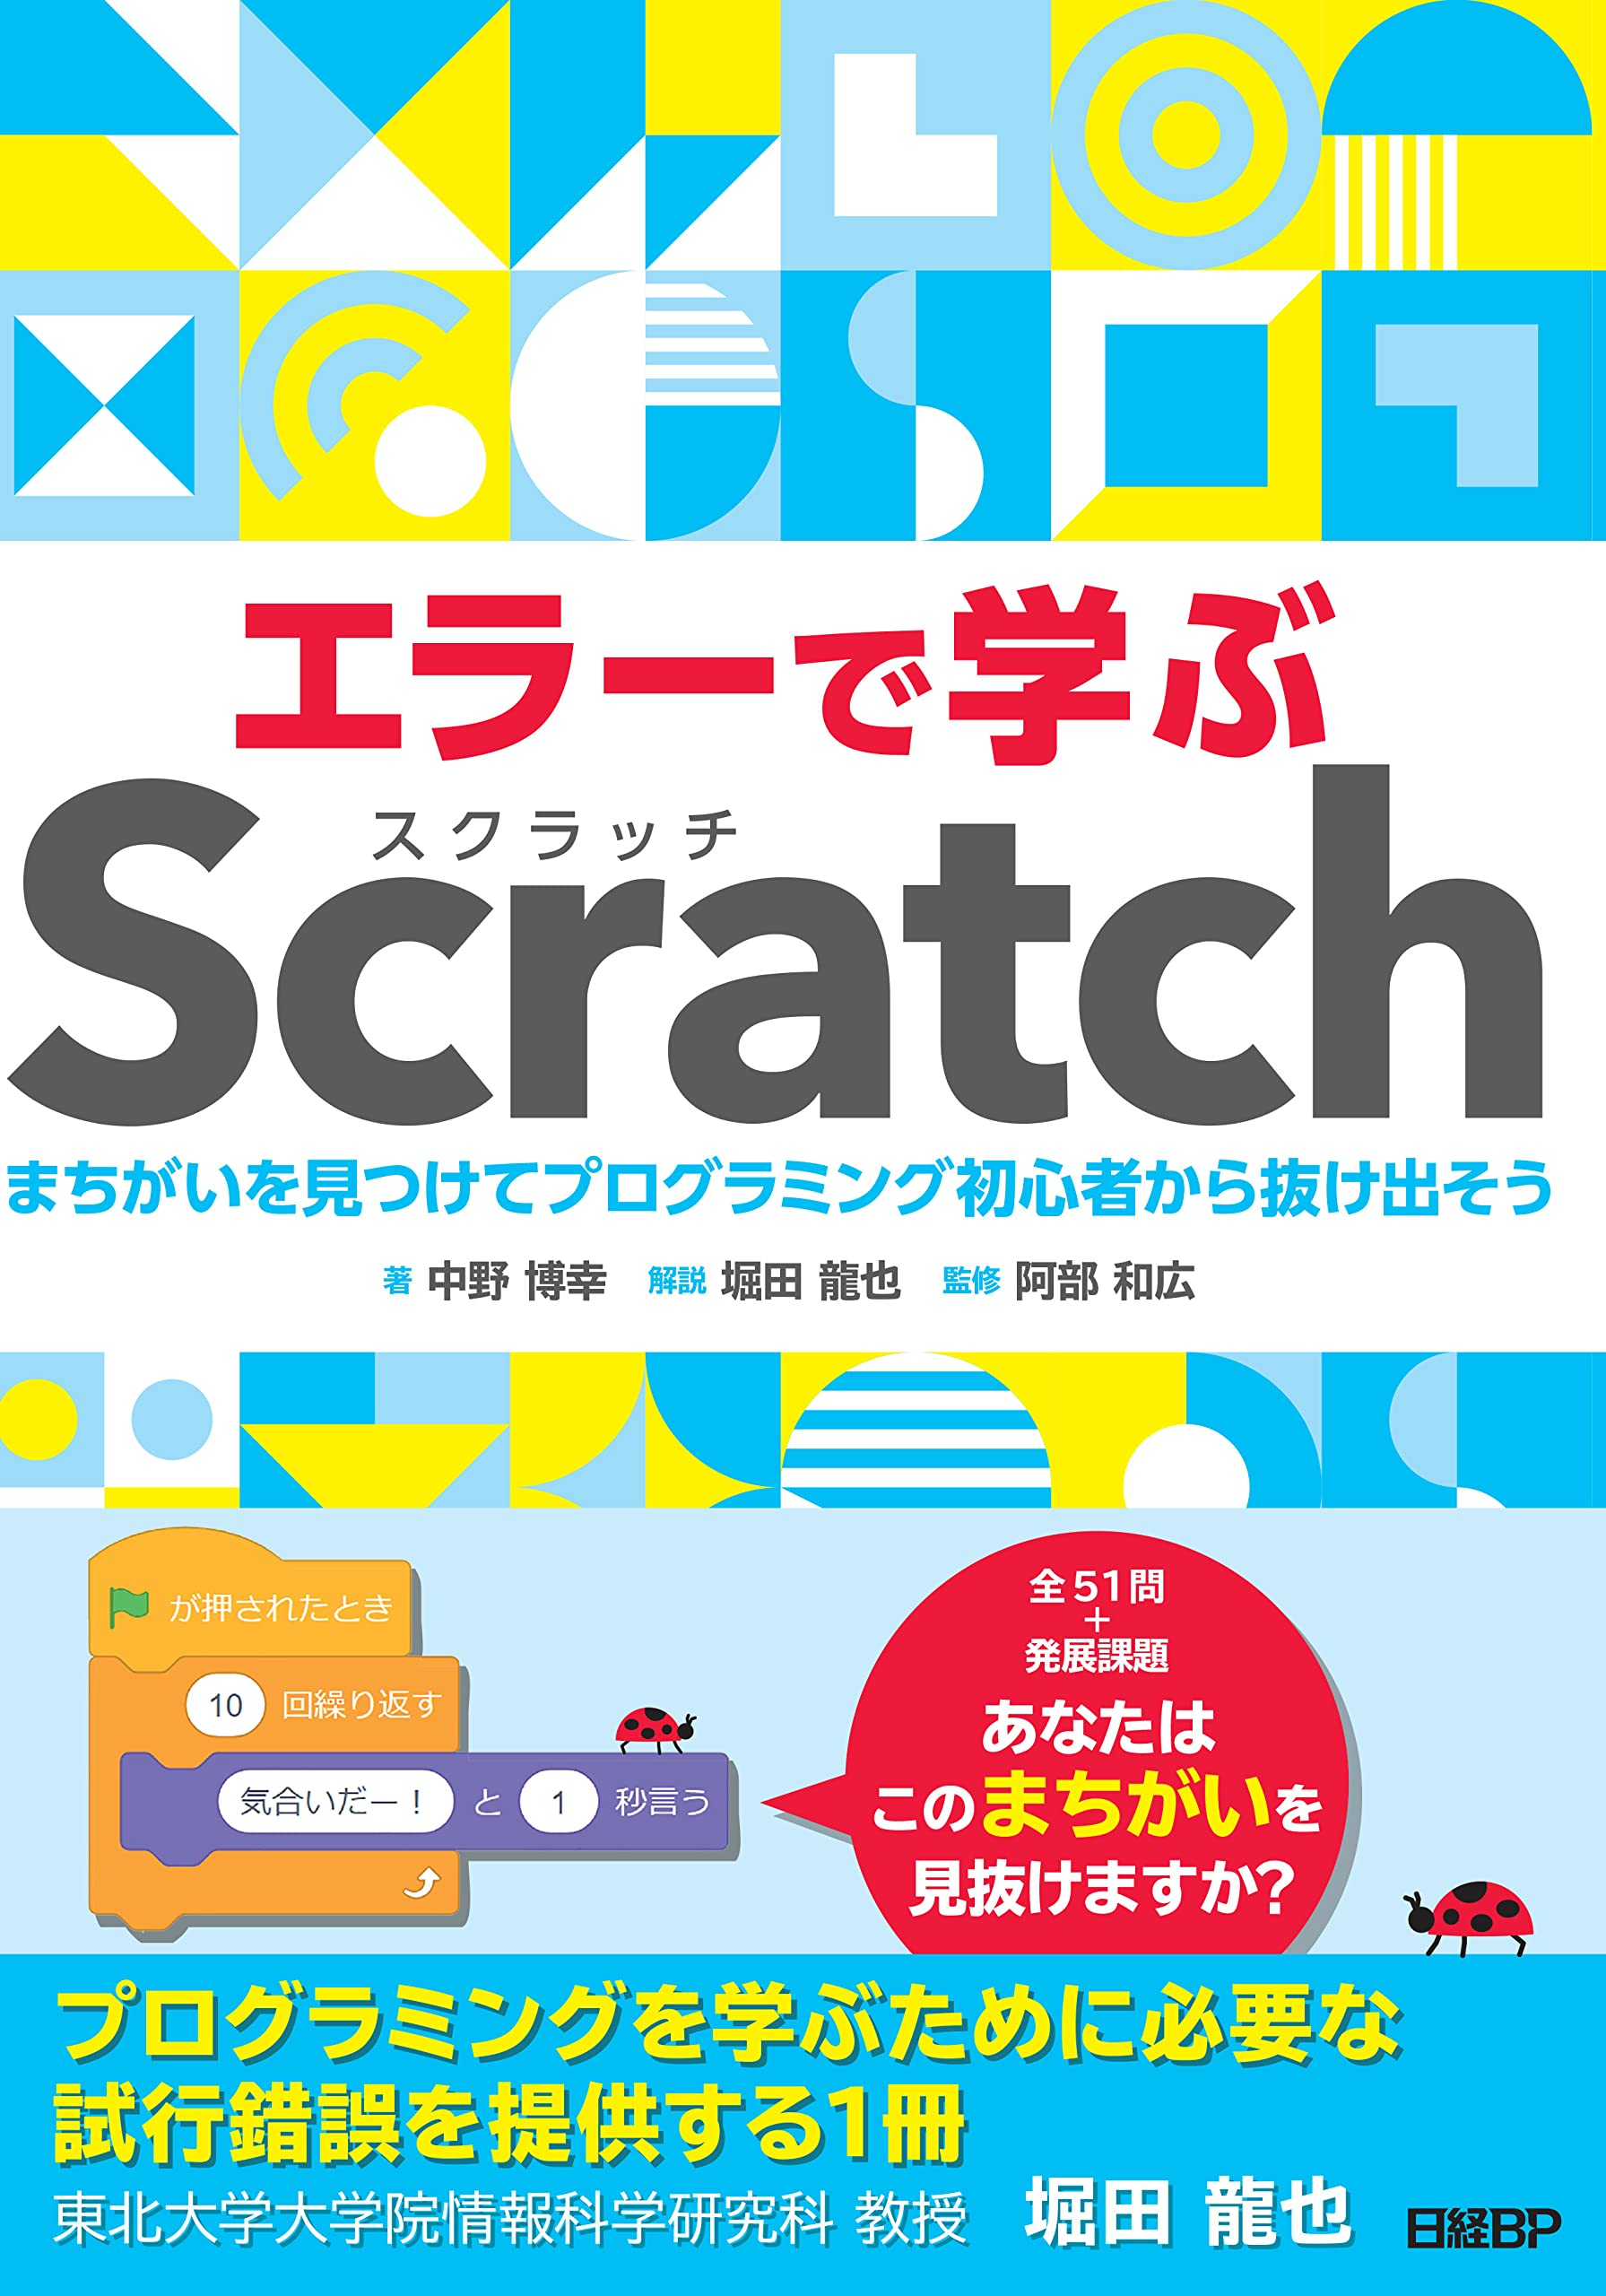 エラーで学ぶ
スクラッチ
Scratch
まちがいを見つけてプログラミング初心者から抜け出そう
著 中野 博幸 解説 堀田 龍也 監修 阿部 和広
が押されたとき
10 回繰り返す
気合いだー! と 1 秒言う
全51問
+
発展課題
あなたは
このまちがいを
見抜けますか?
プログラミングを学ぶために必要な
試行錯誤を提供する1冊
東北大学大学院情報科学研究科 教授 堀田 龍也
日経BP